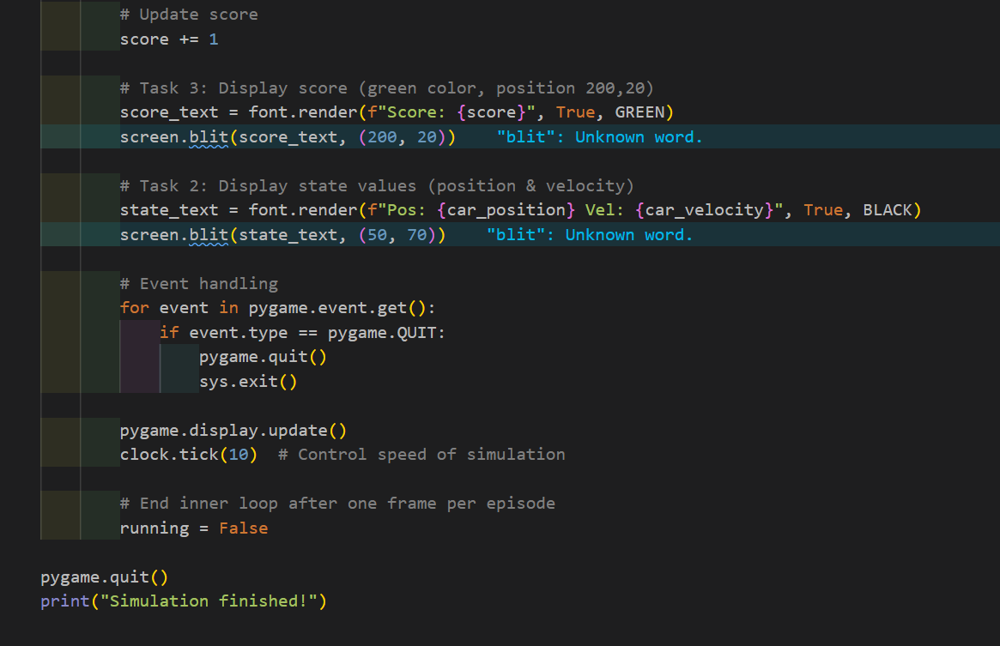 # Update score
score += 1
# Task 3: Display score (green color, position 200,20)
score_text = font.render(f"Score: {score}", True, GREEN)
screen.blit(score_text, (200, 20))    "blit": Unknown word.
# Task 2: Display state values (position & velocity)
state_text = font.render(f"Pos: {car_position} Vel: {car_velocity}", True, BLACK)
screen.blit(state_text, (50, 70))    "blit": Unknown word.
# Event handling
for event in pygame.event.get():
if event.type == pygame.QUIT:
pygame.quit()
sys.exit()
pygame.display.update()
clock.tick(10)  # Control speed of simulation
# End inner loop after one frame per episode
running = False
pygame.quit()
print("Simulation finished!")